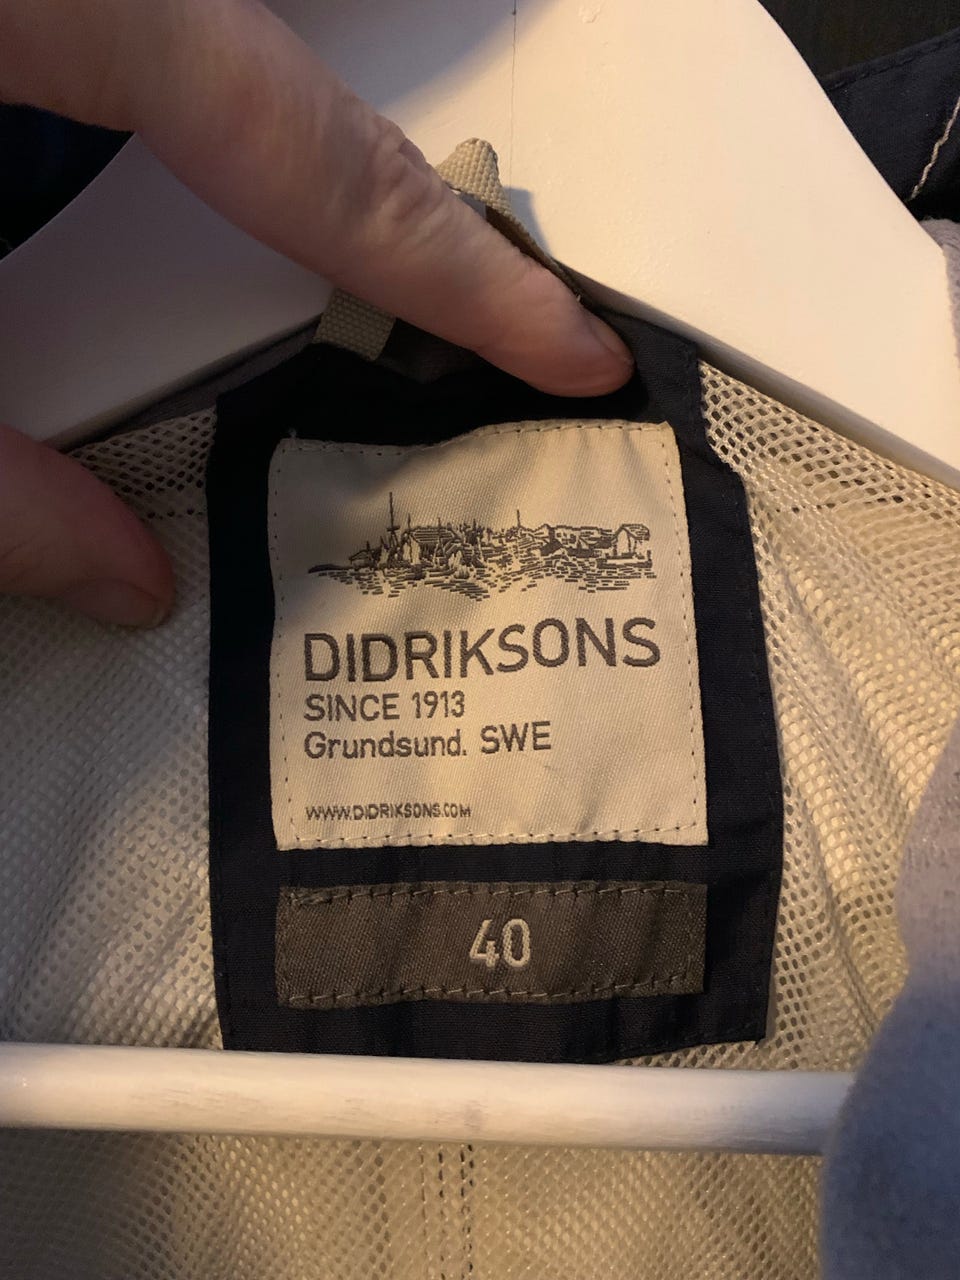 DIDRIKSONS
SINCE 1913
Grundsund. SWE
WWW.DIDRIKSONS.COM
40